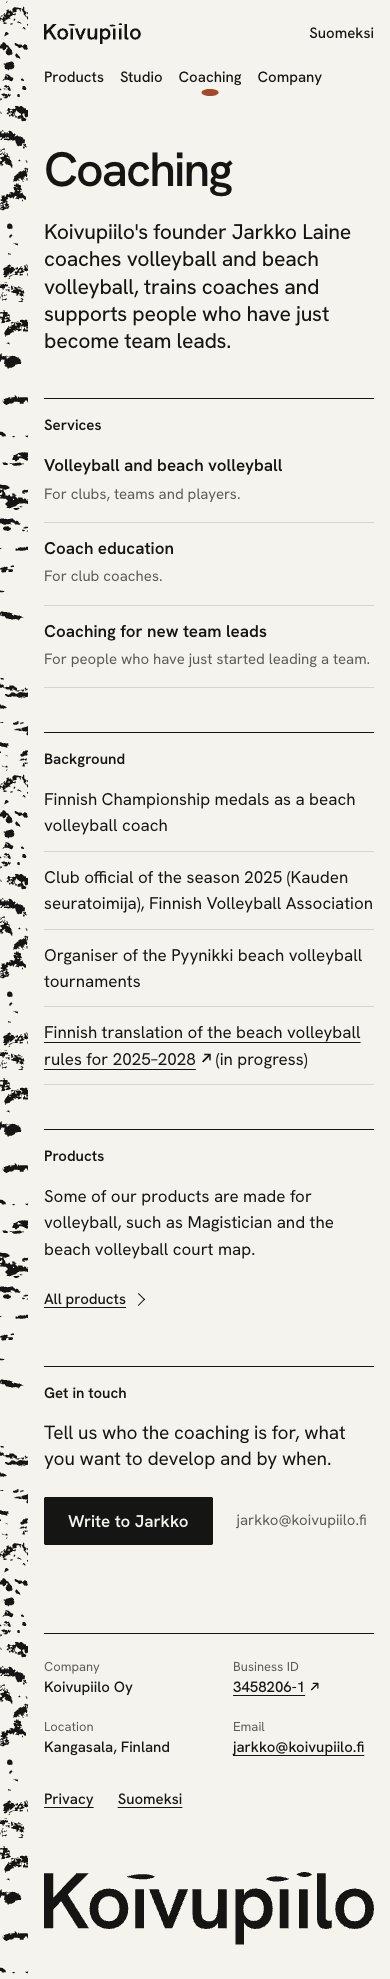 Koivupiilo
Suomeksi
Products Studio Coaching Company
Coaching
Koivupiilo's founder Jarkko Laine
coaches volleyball and beach
volleyball, trains coaches and
supports people who have just
become team leads.
Services
Volleyball and beach volleyball
For clubs, teams and players.
Coach education
For club coaches.
Coaching for new team leads
For people who have just started leading a team.
Background
Finnish Championship medals as a beach
volleyball coach
Club official of the season 2025 (Kauden
seuratoimija), Finnish Volleyball Association
Organiser of the Pyynikki beach volleyball
tournaments
Finnish translation of the beach volleyball
rules for 2025–2028 ↗ (in progress)
Products
Some of our products are made for
volleyball, such as Magistician and the
beach volleyball court map.
All products
Get in touch
Tell us who the coaching is for, what
you want to develop and by when.
Write to Jarkko
jarkko@koivupiilo.fi
Company
Koivupiilo Oy
Business ID
3458206-1 ↗
Location
Kangasala, Finland
Email
jarkko@koivupiilo.fi
Privacy Suomeksi
Koivupiilo